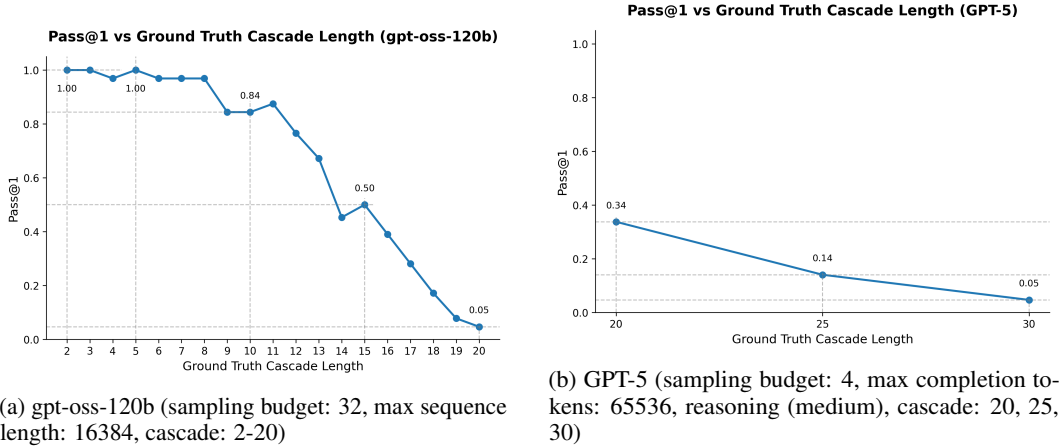 Pass@1 vs Ground Truth Cascade Length (gpt-oss-120b)
Pass@1
1.0
0.8
0.6
0.4
0.2
0.0
1.00
1.00
0.84
0.50
0.05
2 3 4 5 6 7 8 9 10 11 12 13 14 15 16 17 18 19 20
Ground Truth Cascade Length
(a) gpt-oss-120b (sampling budget: 32, max sequence
length: 16384, cascade: 2-20)
Pass@1 vs Ground Truth Cascade Length (GPT-5)
Pass@1
1.0
0.8
0.6
0.4
0.2
0.0
0.34
0.14
0.05
20 25 30
Ground Truth Cascade Length
(b) GPT-5 (sampling budget: 4, max completion to-
kens: 65536, reasoning (medium), cascade: 20, 25,
30)